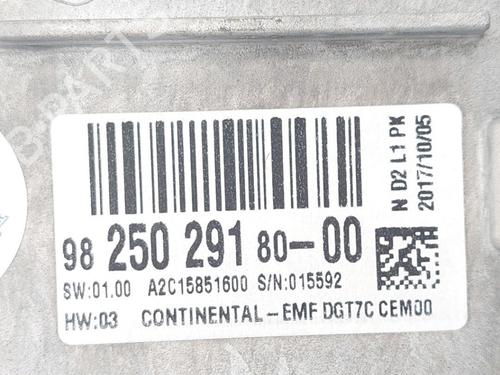 98 250 291 80-00
SW:01.00 A2C15851600 S/N:015592
HW:03 CONTINENTAL-EMF DGT7C CEM00
N D2 L1 PK
2017/10/05